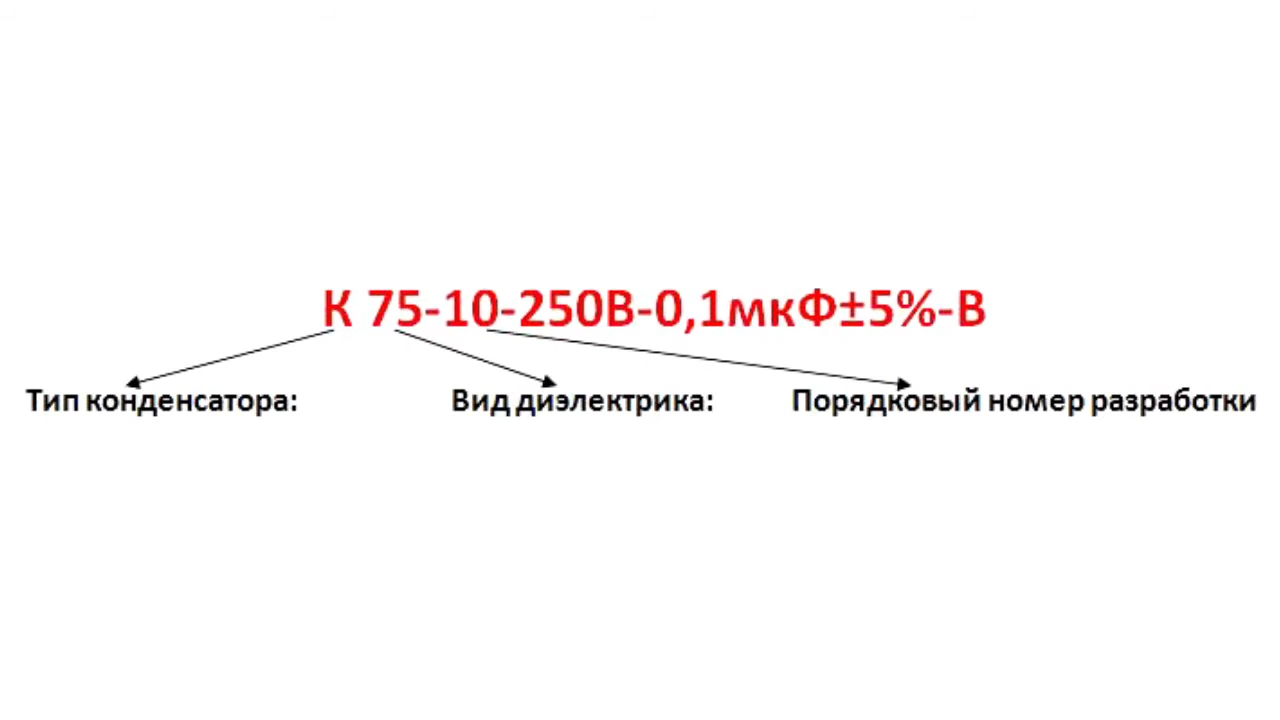 К 75-10-250В-0,1мкФ±5%-В
Тип конденсатора: Вид диэлектрика: Порядковый номер разработки